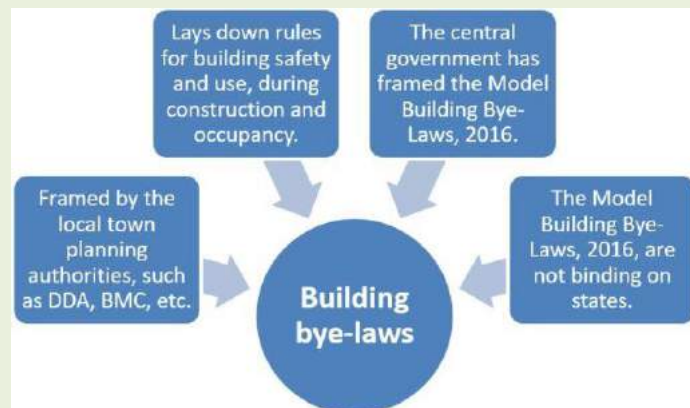 Lays down rules
for building safety
and use, during
construction and
occupancy.
The central
government has
framed the Model
Building Bye-
Laws, 2016.
Framed by the
local town
planning
authorities, such
as DDA, BMC, etc.
The Model
Building Bye-
Laws, 2016, are
not binding on
states.
Building
bye-laws